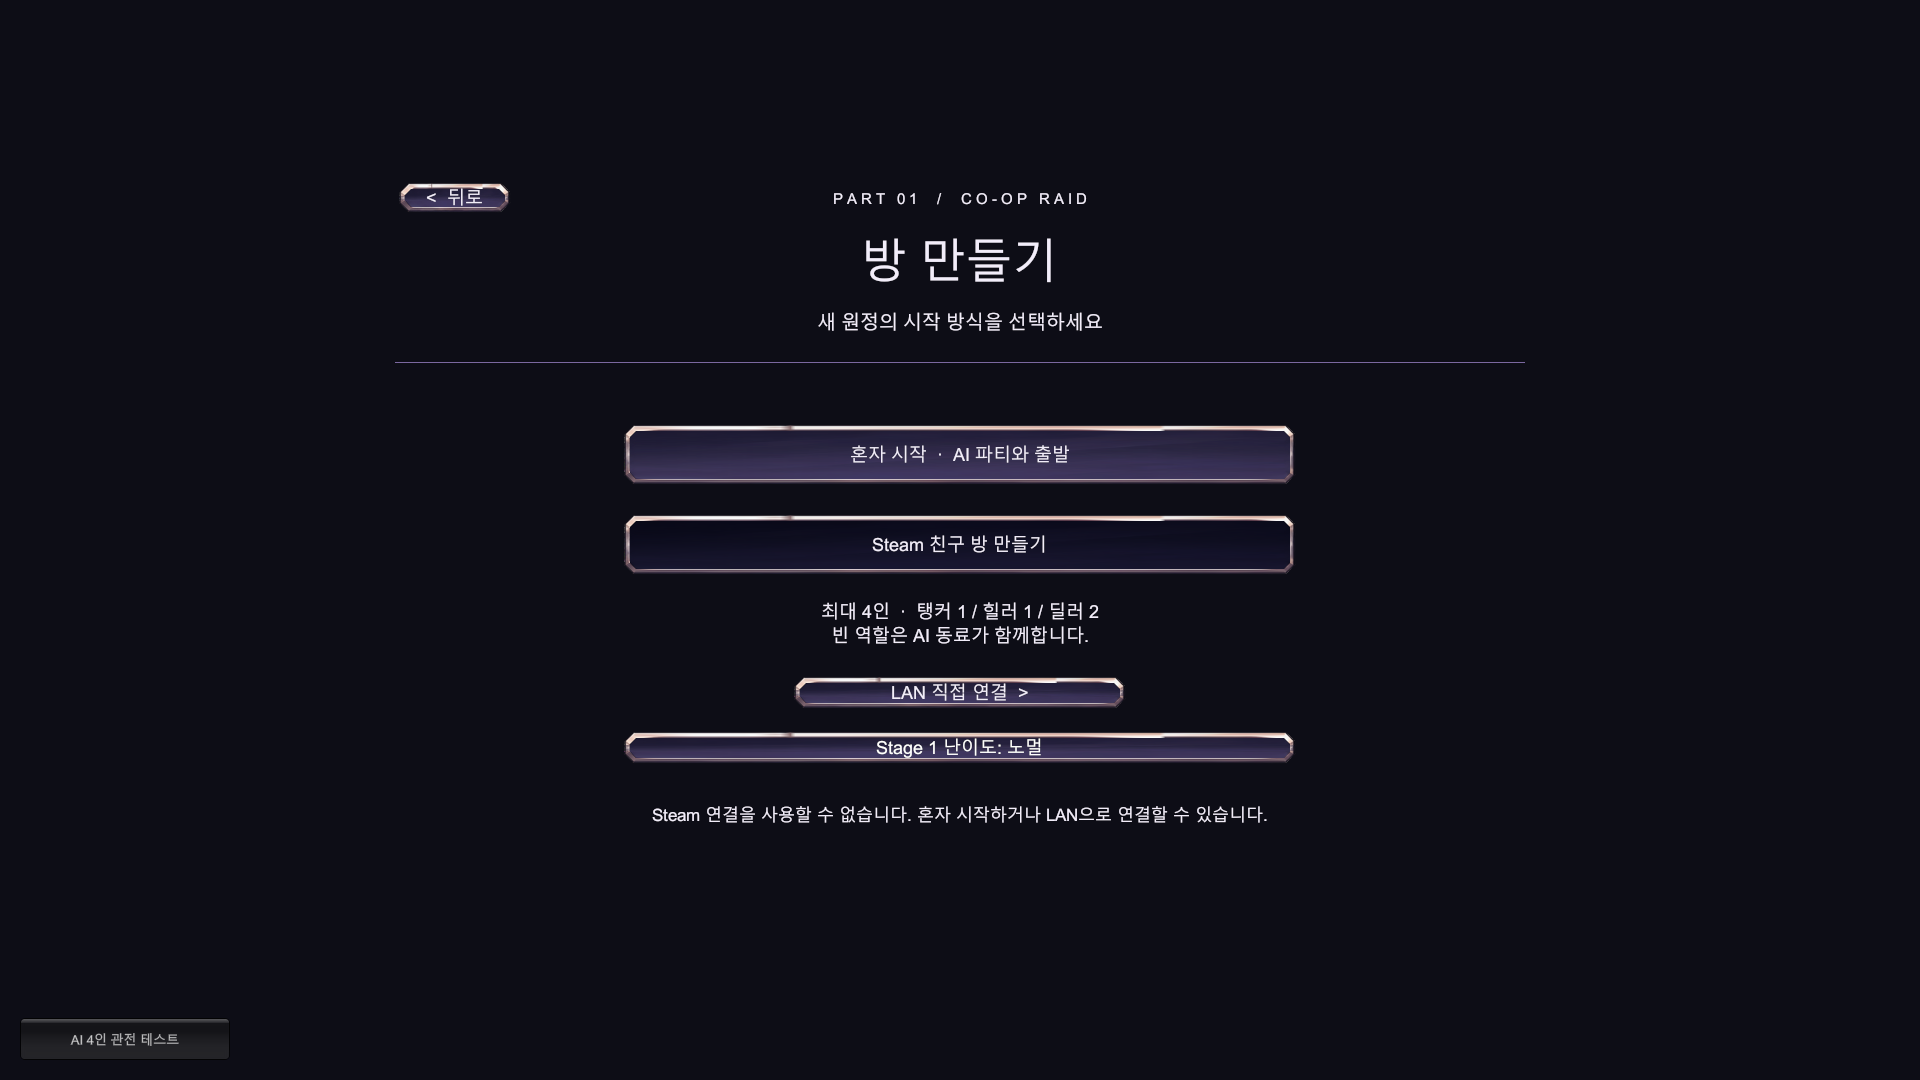 < 뒤로
PART 01 / CO-OP RAID
방 만들기
새 원정의 시작 방식을 선택하세요
혼자 시작 · AI 파티와 출발
Steam 친구 방 만들기
최대 4인 · 탱커 1 / 힐러 1 / 딜러 2
빈 역할은 AI 동료가 함께합니다.
LAN 직접 연결 >
Stage 1 난이도: 노멀
Steam 연결을 사용할 수 없습니다. 혼자 시작하거나 LAN으로 연결할 수 있습니다.
AI 4인 관전 테스트